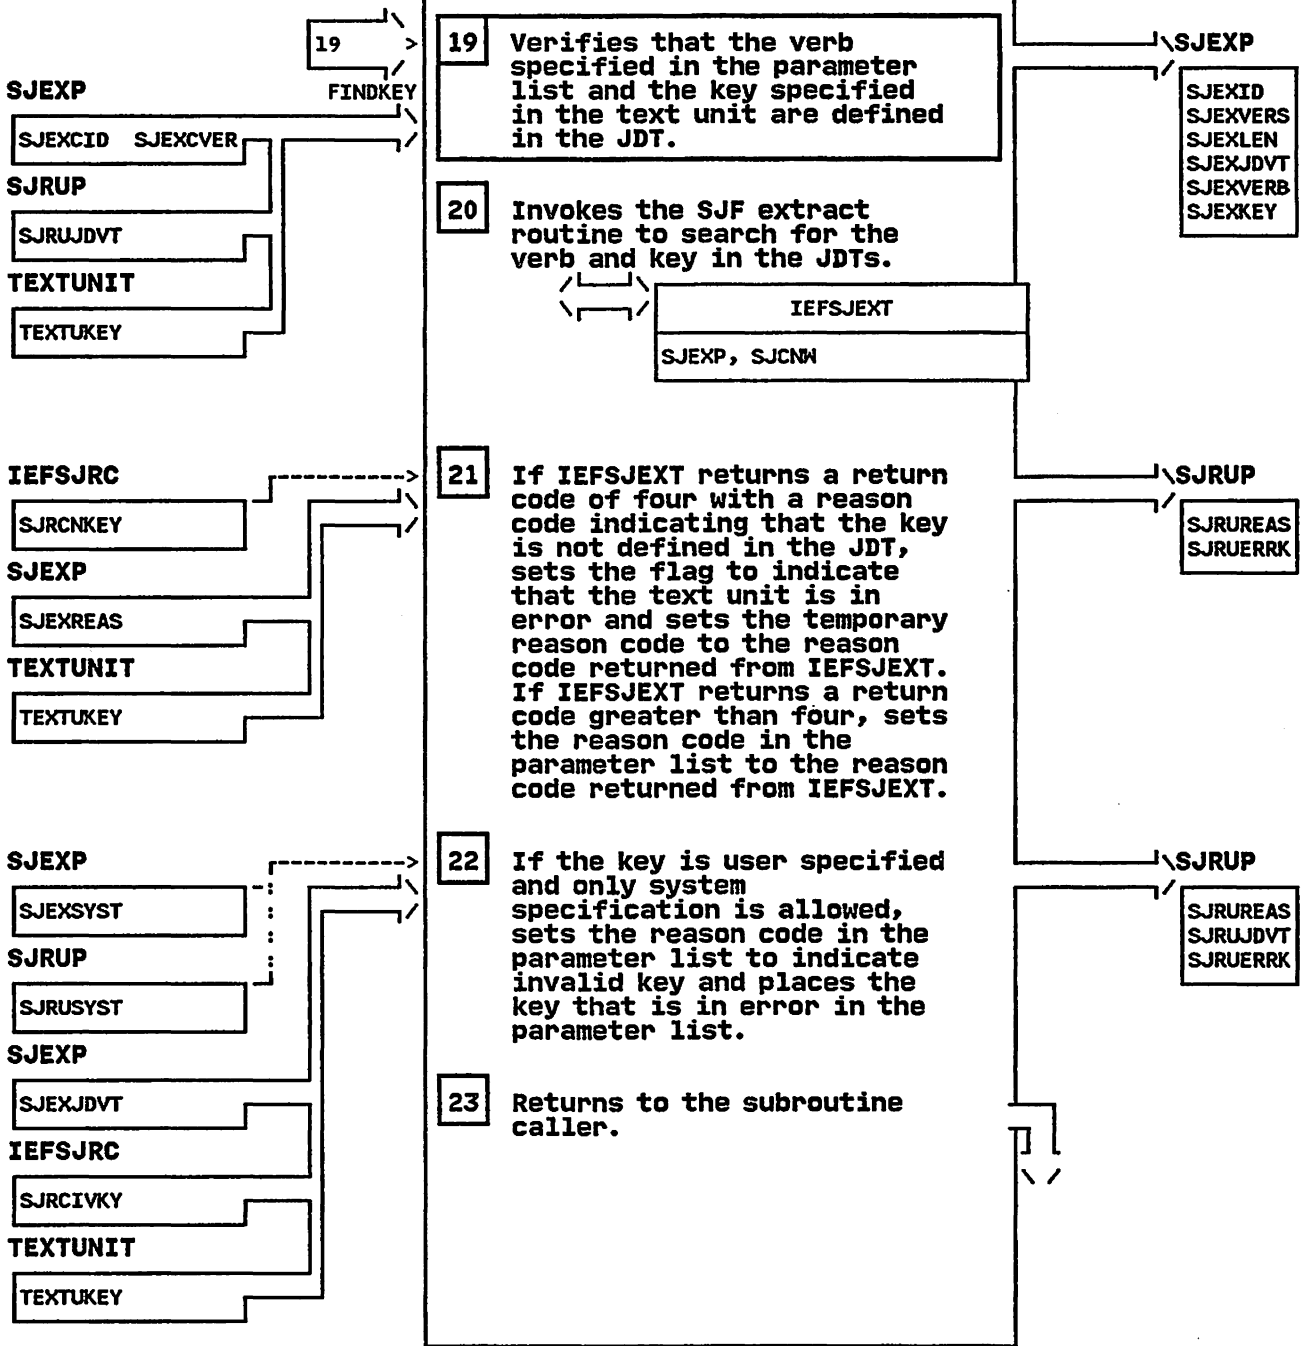 19
FINDKEY
SJEXP
SJEXCID SJEXCVER
SJRUP
SJRUJDVT
TEXTUNIT
TEXTUKEY
19 Verifies that the verb
specified in the parameter
list and the key specified
in the text unit are defined
in the JDT.
SJEXP
SJEXID
SJEXVERS
SJEXLEN
SJEXJDVT
SJEXVERB
SJEXKEY
20 Invokes the SJF extract
routine to search for the
verb and key in the JDTs.
IEFSJEXT
SJEXP, SJCNW
IEFSJRC
SJRCNKEY
SJEXP
SJEXREAS
TEXTUNIT
TEXTUKEY
21 If IEFSJEXT returns a return
code of four with a reason
code indicating that the key
is not defined in the JDT,
sets the flag to indicate
that the text unit is in
error and sets the temporary
reason code to the reason
code returned from IEFSJEXT.
If IEFSJEXT returns a return
code greater than four, sets
the reason code in the
parameter list to the reason
code returned from IEFSJEXT.
SJRUP
SJRUREAS
SJRUERRK
SJEXP
SJEXSYST
SJRUP
SJRUSYST
SJEXP
SJEXJDVT
IEFSJRC
SJRCIVKY
TEXTUNIT
TEXTUKEY
22 If the key is user specified
and only system
specification is allowed,
sets the reason code in the
parameter list to indicate
invalid key and places the
key that is in error in the
parameter list.
SJRUP
SJRUREAS
SJRUJDVT
SJRUERRK
23 Returns to the subroutine
caller.